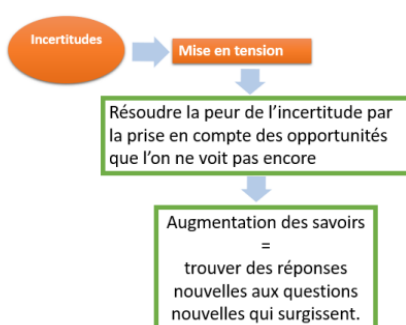 Incertitudes
Mise en tension
Résoudre la peur de l'incertitude par
la prise en compte des opportunités
que l'on ne voit pas encore
Augmentation des savoirs
=
trouver des réponses
nouvelles aux questions
nouvelles qui surgissent.